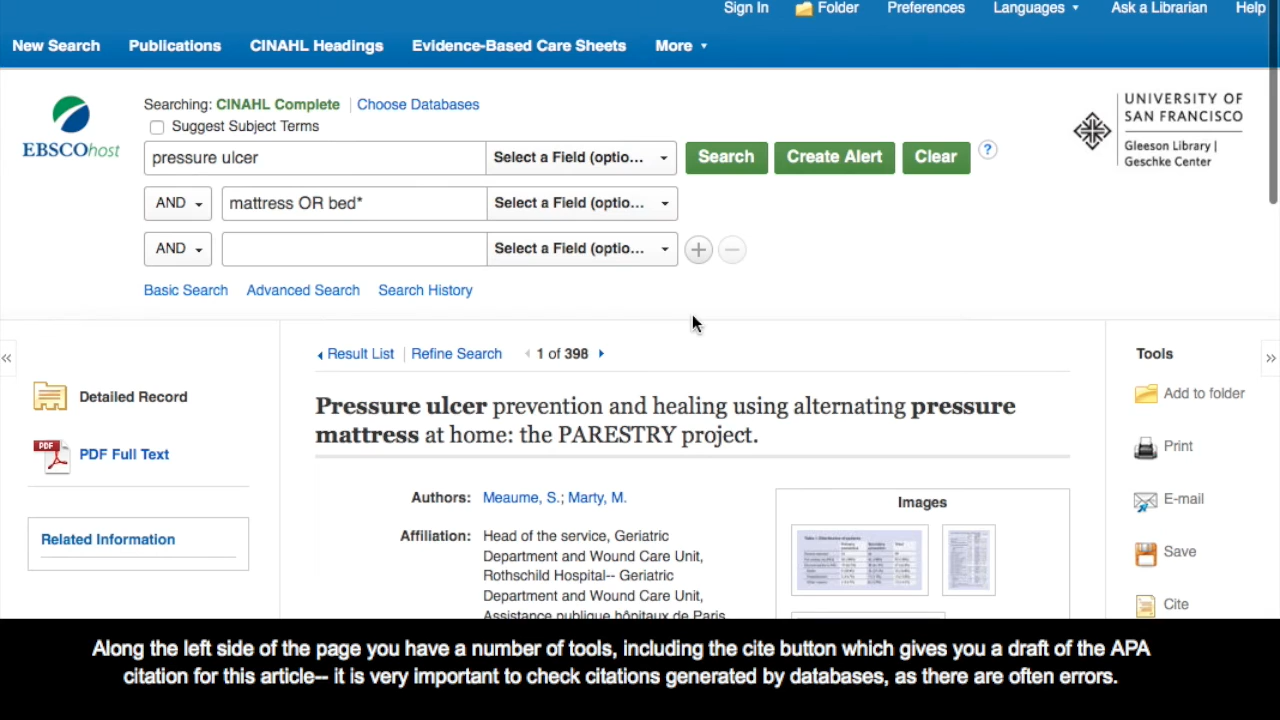 Sign In Folder Preferences Languages Ask a Librarian Help
New Search Publications CINAHL Headings Evidence-Based Care Sheets More
Searching: CINAHL Complete Choose Databases
Suggest Subject Terms
EBSCOhost
pressure ulcer Select a Field (optio... Search Create Alert Clear ?
AND mattress OR bed* Select a Field (optio...
AND Select a Field (optio...
Basic Search Advanced Search Search History
UNIVERSITY OF
SAN FRANCISCO
Gleeson Library |
Geschke Center
Result List Refine Search 1 of 398
Detailed Record
PDF
PDF Full Text
Related Information
Pressure ulcer prevention and healing using alternating pressure
mattress at home: the PARESTRY project.
Authors: Meaume, S.; Marty, M.
Affiliation: Head of the service, Geriatric
Department and Wound Care Unit,
Rothschild Hospital-- Geriatric
Department and Wound Care Unit,
Assistance publique hôpitaux de Paris
Images
Tools
Add to folder
Print
E-mail
Save
Cite
Along the left side of the page you have a number of tools, including the cite button which gives you a draft of the APA
citation for this article-- it is very important to check citations generated by databases, as there are often errors.